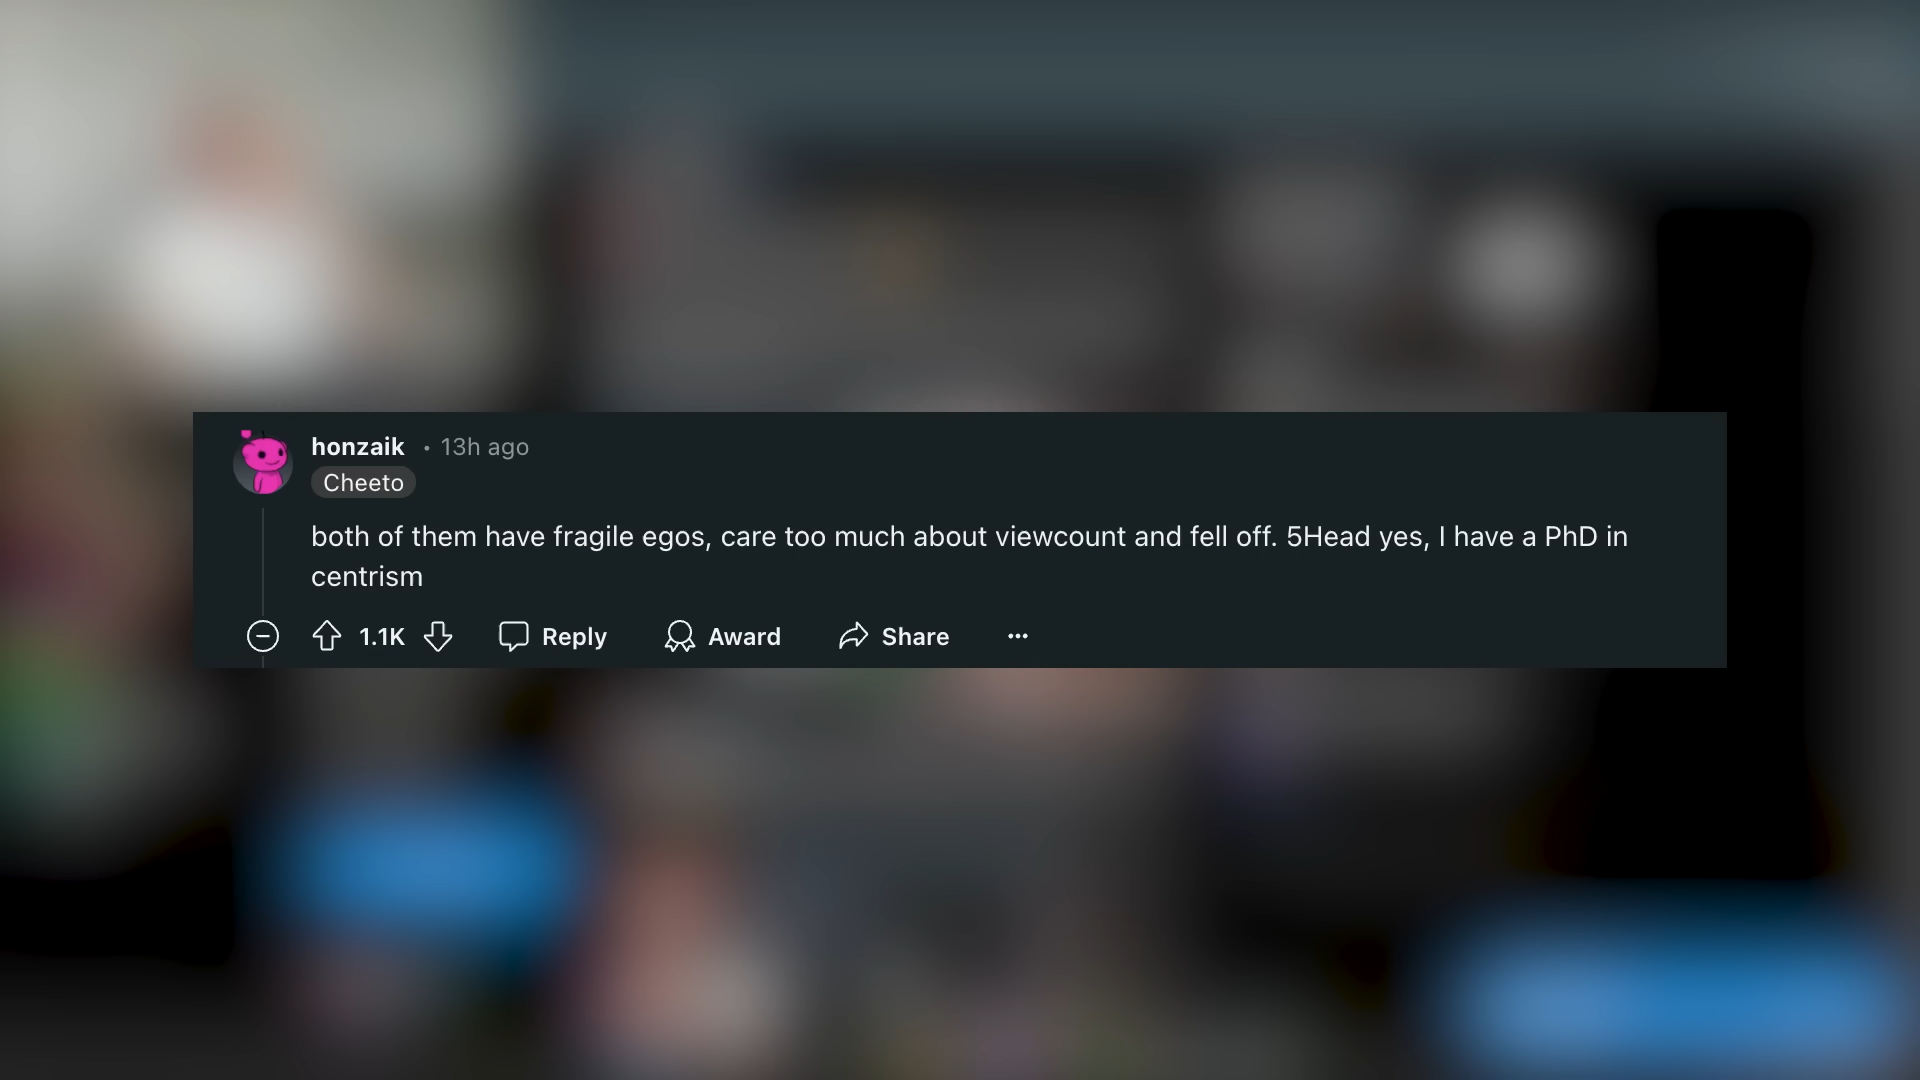 honzaik • 13h ago
Cheeto
both of them have fragile egos, care too much about viewcount and fell off. 5Head yes, I have a PhD in
centrism
1.1K Reply Award Share ...